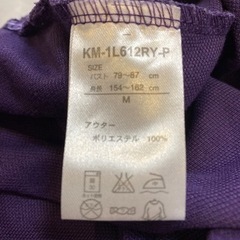 KM-1L612RY-P
SIZE
バスト 79～87 cm
身長 154～162 cm
M
アウター
ポリエステル 100%